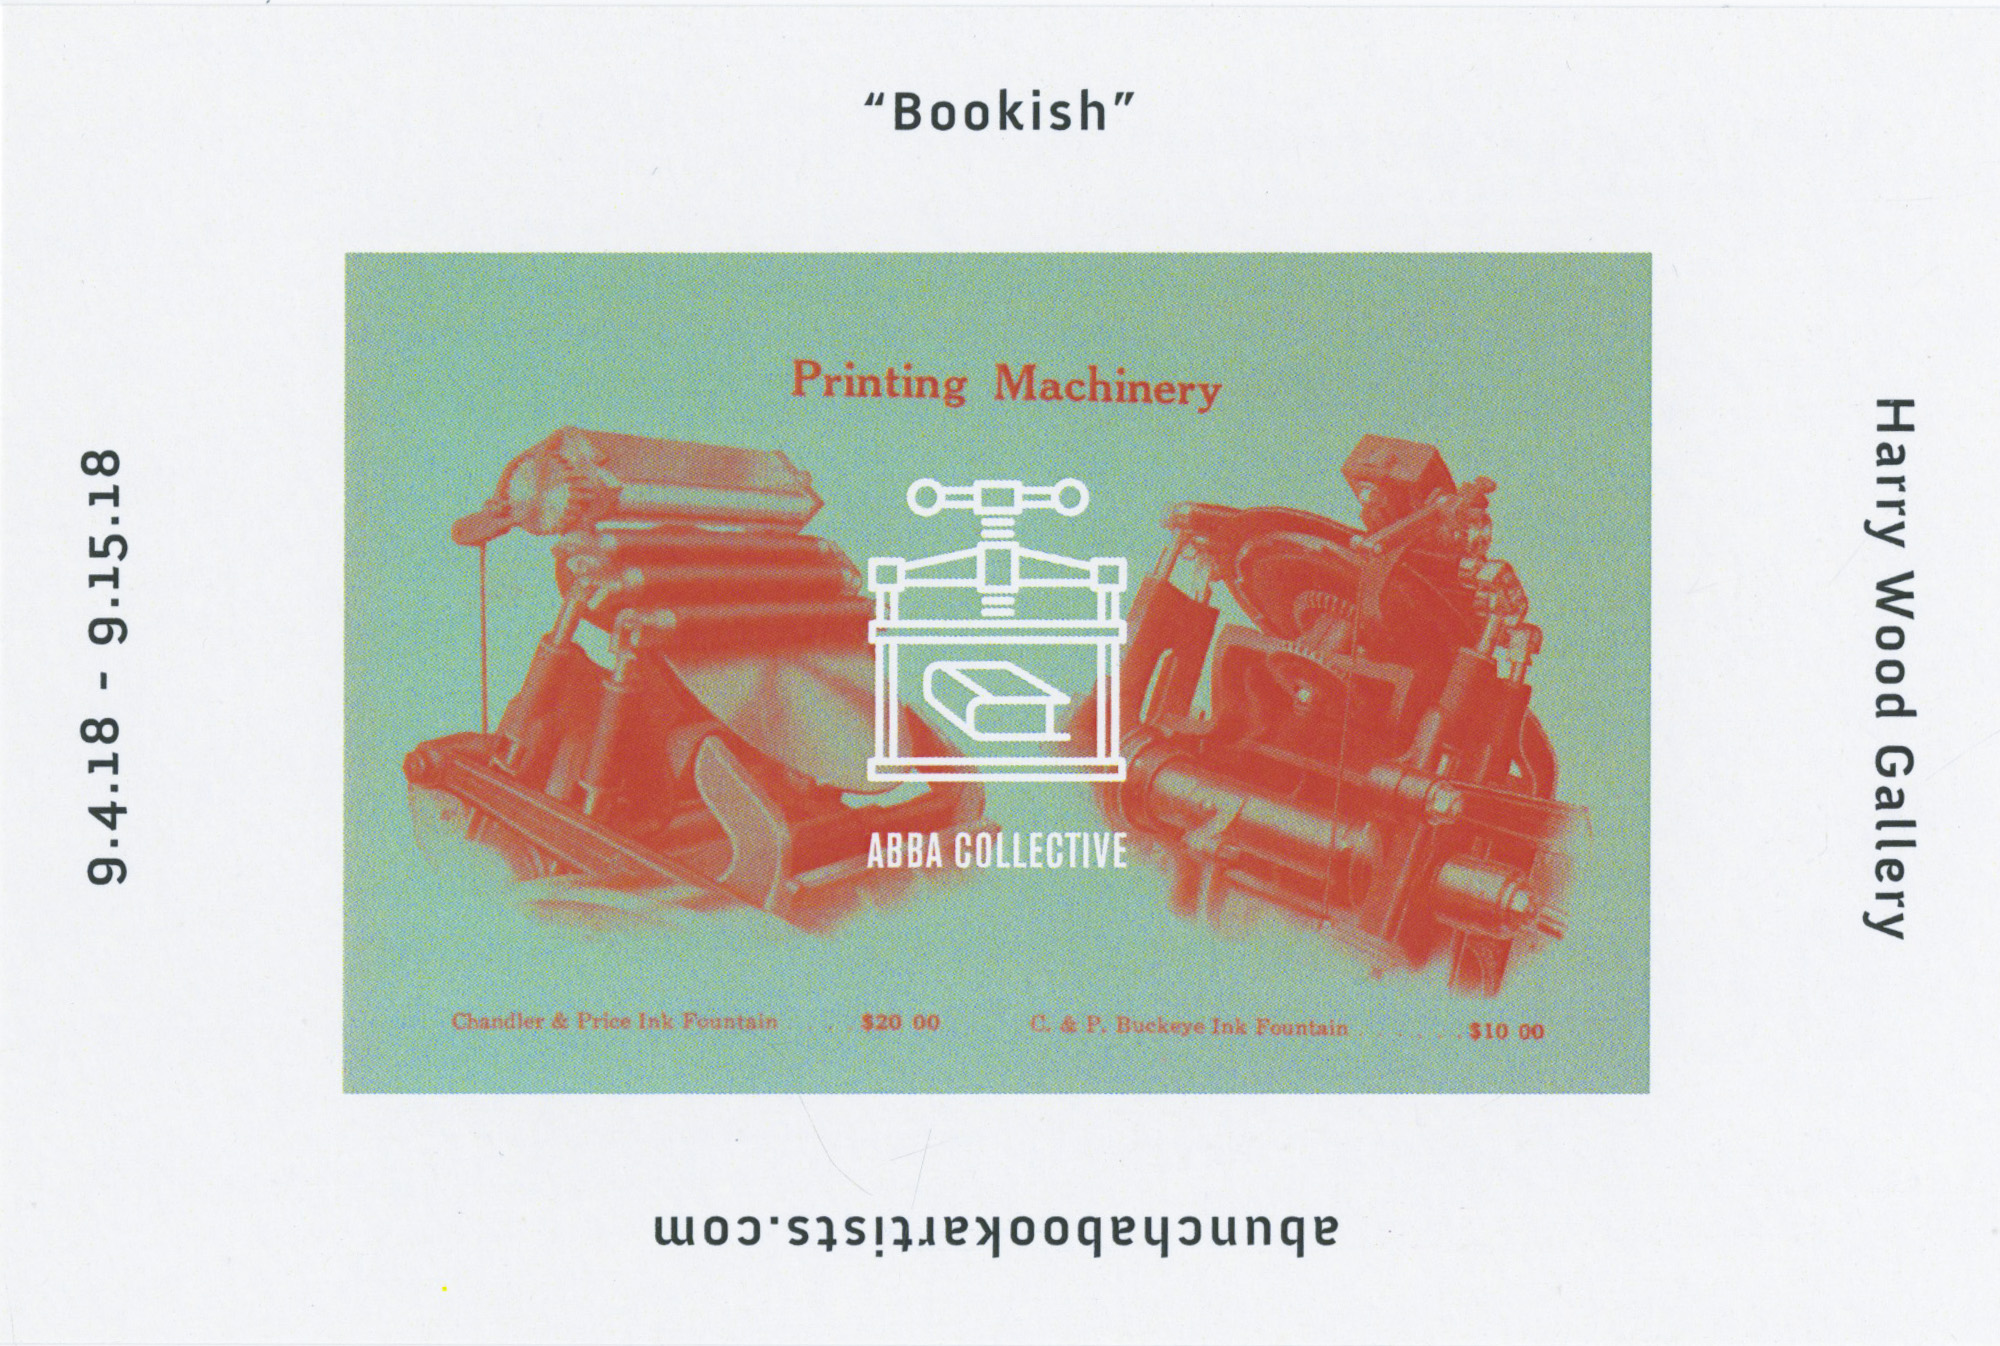 “Bookish”
Harry Wood Gallery
abunchabookartists.com
9.4.18 - 9.15.18
Printing Machinery
ABBA COLLECTIVE
Chandler & Price Ink Fountain . . $20 00
C. & P. Buckeye Ink Fountain . . . . . . $10 00